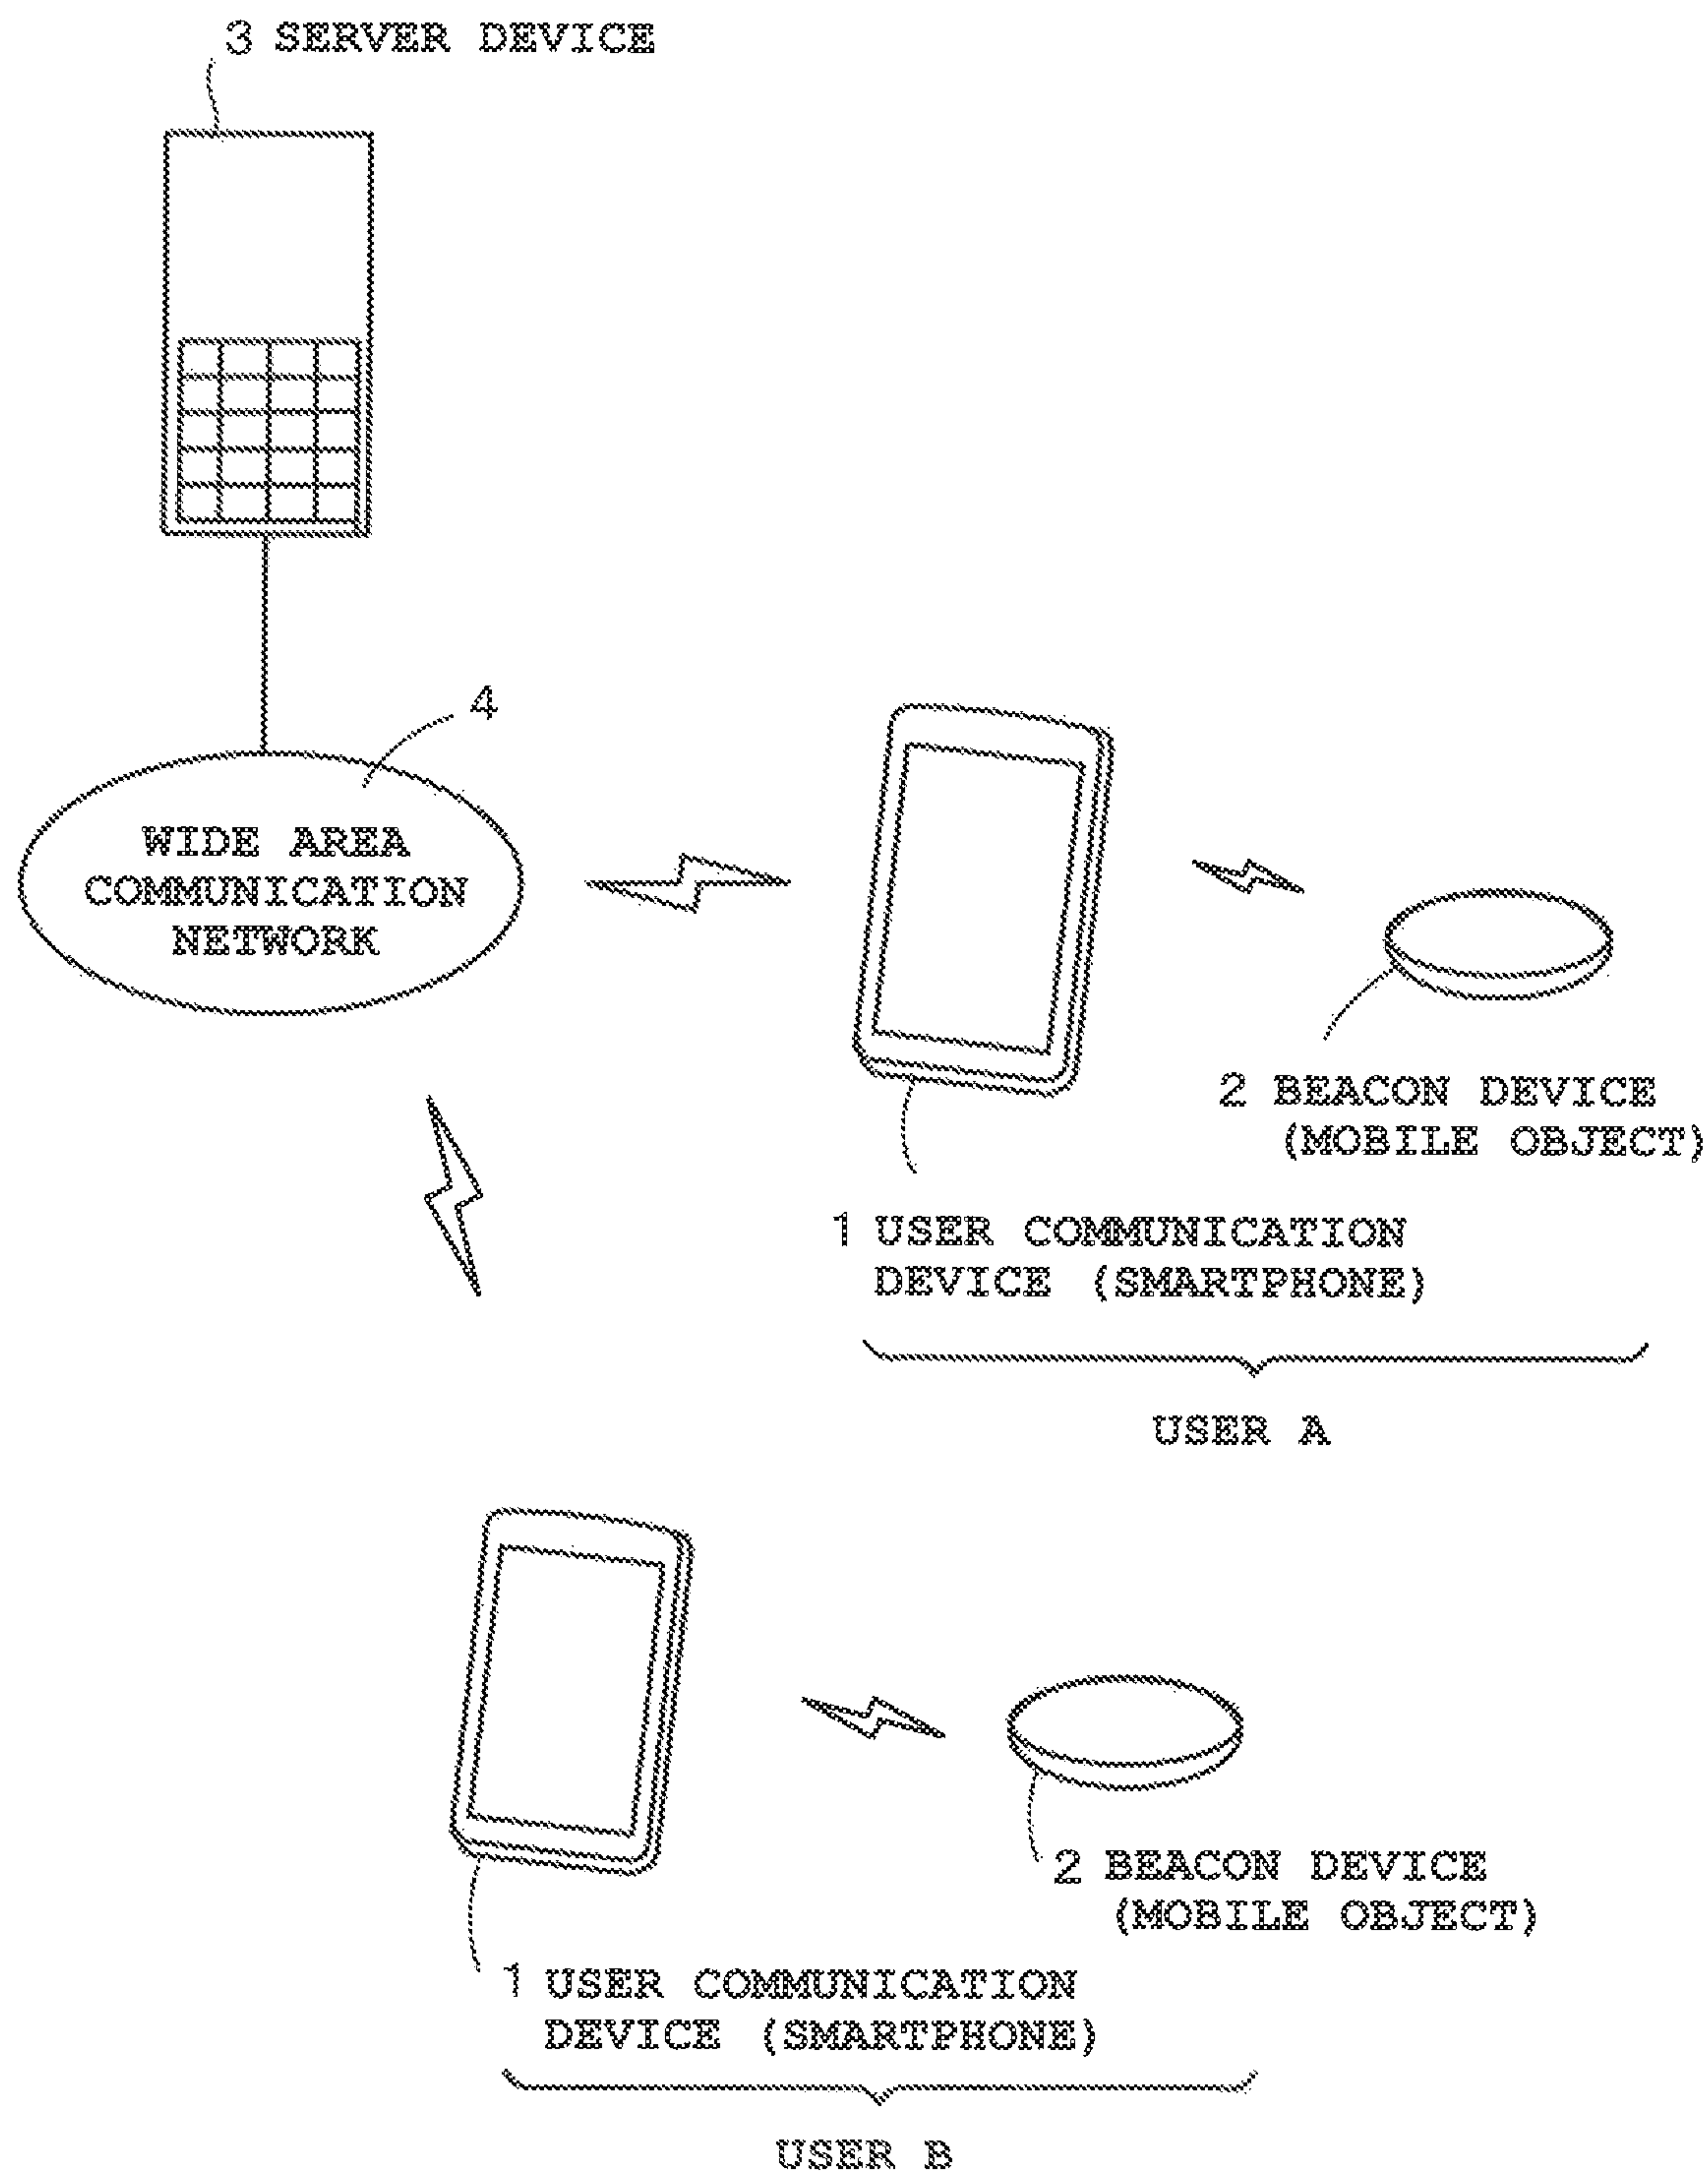 3 SERVER DEVICE
4
WIDE AREA
COMMUNICATION
NETWORK
2 BEACON DEVICE
(MOBILE OBJECT)
1 USER COMMUNICATION
DEVICE (SMARTPHONE)
USER A
2 BEACON DEVICE
(MOBILE OBJECT)
1 USER COMMUNICATION
DEVICE (SMARTPHONE)
USER B